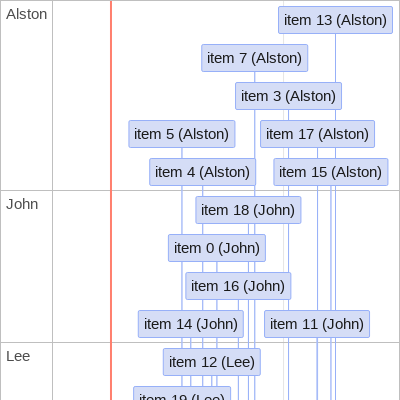 Alston
item 13 (Alston)
item 7 (Alston)
item 3 (Alston)
item 5 (Alston)
item 17 (Alston)
item 4 (Alston)
item 15 (Alston)
John
item 18 (John)
item 0 (John)
item 16 (John)
item 14 (John)
item 11 (John)
Lee
item 12 (Lee)
item 19 (Lee)